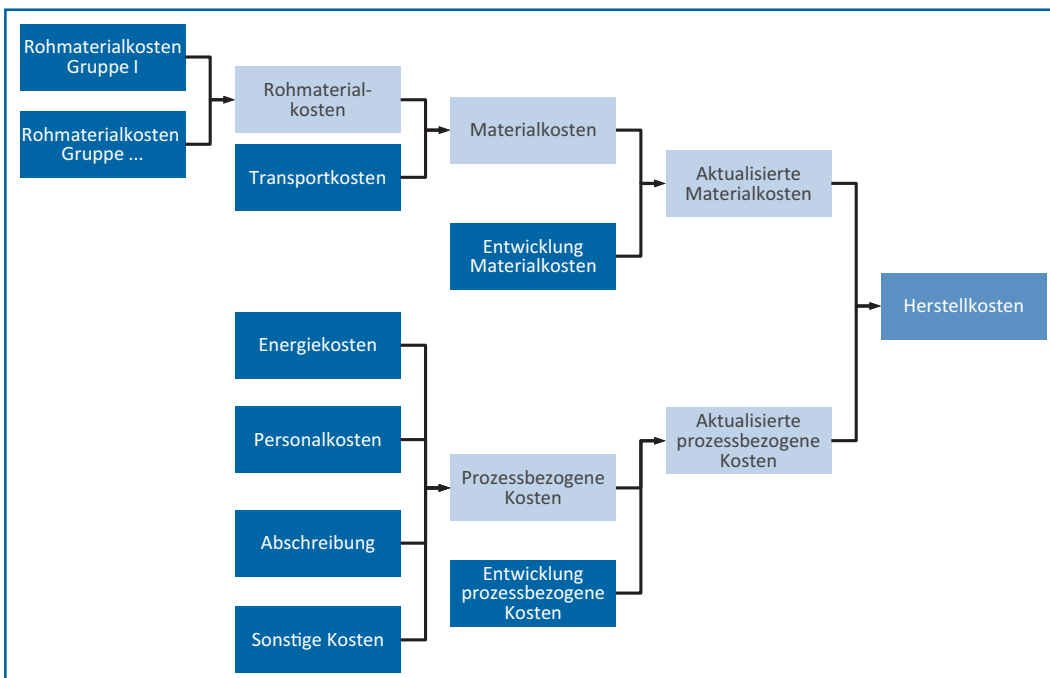 Rohmaterialkosten
Gruppe I
Rohmaterialkosten
Gruppe ...
Rohmaterial-
kosten
Transportkosten
Materialkosten
Entwicklung
Materialkosten
Aktualisierte
Materialkosten
Herstellkosten
Energiekosten
Personalkosten
Abschreibung
Sonstige Kosten
Prozessbezogene
Kosten
Entwicklung
prozessbezogene
Kosten
Aktualisierte
prozessbezogene
Kosten